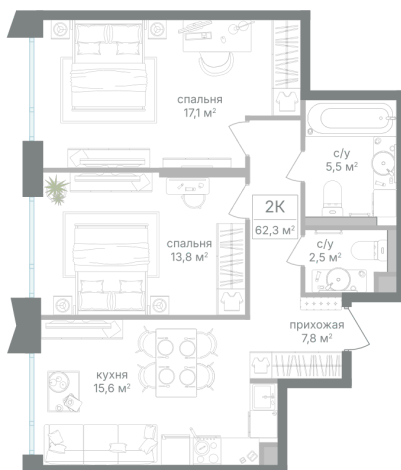 спальня
17,1 м²
с/у
5,5 м²
2К
62,3 м²
спальня
13,8 м²
с/у
2,5 м²
прихожая
7,8 м²
кухня
15,6 м²